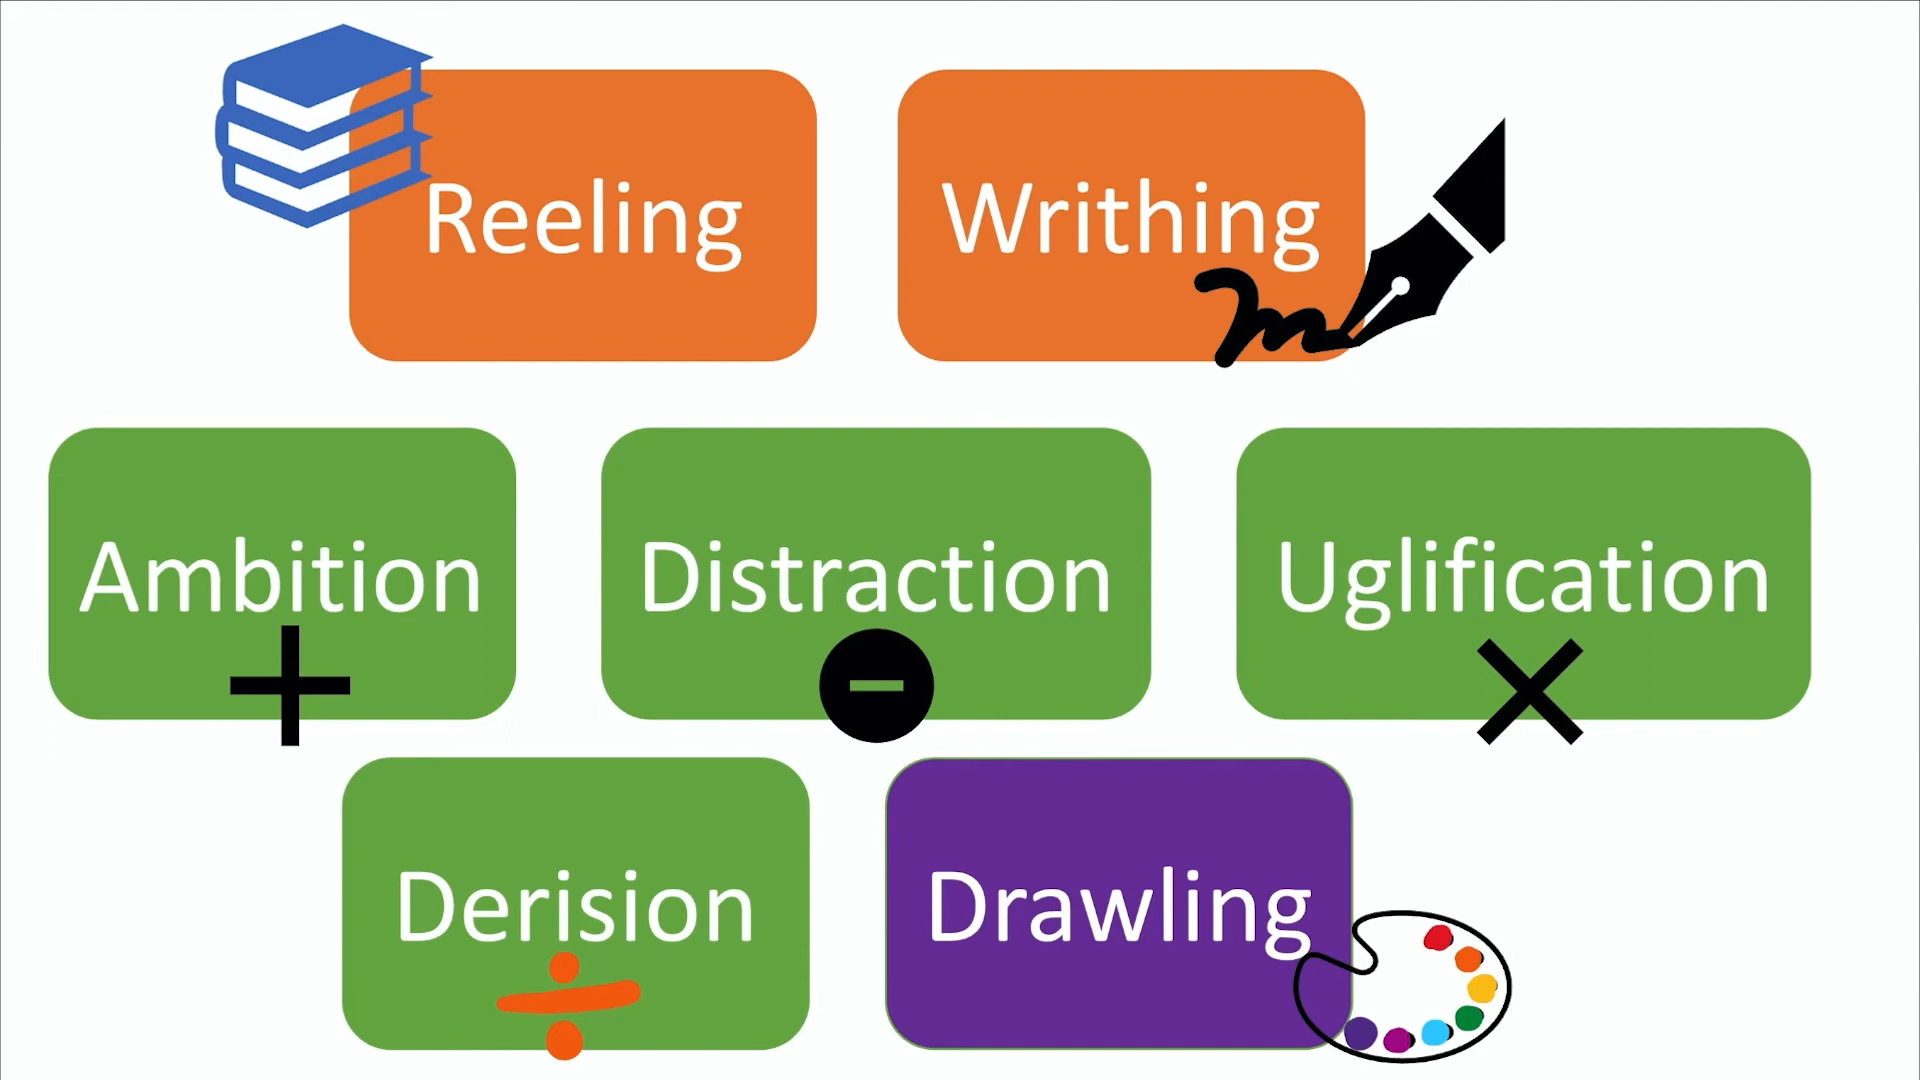 Reeling
Writhing
Ambition
Distraction
Uglification
Derision
Drawling